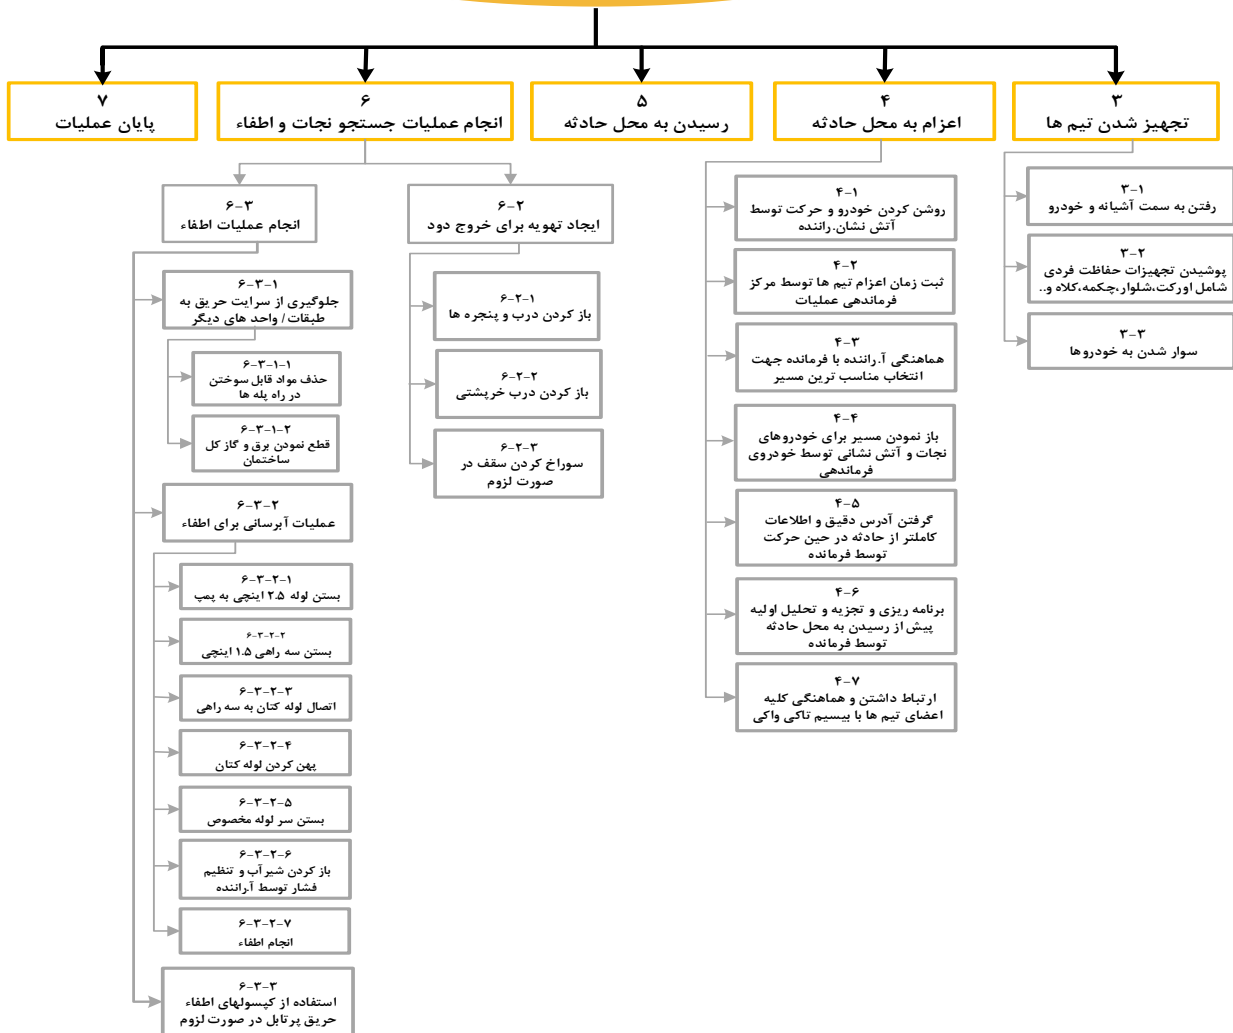 ۳
تجهیز شدن تیم ها
۴
اعزام به محل حادثه
۵
رسیدن به محل حادثه
۶
انجام عملیات جستجو نجات و اطفاء
۷
پایان عملیات
۳-۱
رفتن به سمت آشیانه و خودرو
۳-۲
پوشیدن تجهیزات حفاظت فردی
شامل اورکت،شلوار،چکمه،کلاه و..
۳-۳
سوار شدن به خودروها
۴-۱
روشن کردن خودرو و حرکت توسط
آتش نشان.راننده
۴-۲
ثبت زمان اعزام تیم ها توسط مرکز
فرماندهی عملیات
۴-۳
هماهنگی آ.راننده با فرمانده جهت
انتخاب مناسب ترین مسیر
۴-۴
باز نمودن مسیر برای خودروهای
نجات و آتش نشانی توسط خودروی
فرماندهی
۴-۵
گرفتن آدرس دقیق و اطلاعات
کاملتر از حادثه در حین حرکت
توسط فرمانده
۴-۶
برنامه ریزی و تجزیه و تحلیل اولیه
پیش از رسیدن به محل حادثه
توسط فرمانده
۴-۷
ارتباط داشتن و هماهنگی کلیه
اعضای تیم ها با بیسیم تاکی واکی
۶-۲
ایجاد تهویه برای خروج دود
۶-۲-۱
باز کردن درب و پنجره ها
۶-۲-۲
باز کردن درب خرپشتی
۶-۲-۳
سوراخ کردن سقف در
صورت لزوم
۶-۳
انجام عملیات اطفاء
۶-۳-۱
جلوگیری از سرایت حریق به
طبقات / واحد های دیگر
۶-۳-۱-۱
حذف مواد قابل سوختن
در راه پله ها
۶-۳-۱-۲
قطع نمودن برق و گاز کل
ساختمان
۶-۳-۲
عملیات آبرسانی برای اطفاء
۶-۳-۲-۱
بستن لوله ۲.۵ اینچی به پمپ
۶-۳-۲-۲
بستن سه راهی ۱.۵ اینچی
۶-۳-۲-۳
اتصال لوله کتان به سه راهی
۶-۳-۲-۴
پهن کردن لوله کتان
۶-۳-۲-۵
بستن سر لوله مخصوص
۶-۳-۲-۶
باز کردن شیرآب و تنظیم
فشار توسط آ.راننده
۶-۳-۲-۷
انجام اطفاء
۶-۳-۳
استفاده از کپسولهای اطفاء
حریق پرتابل در صورت لزوم